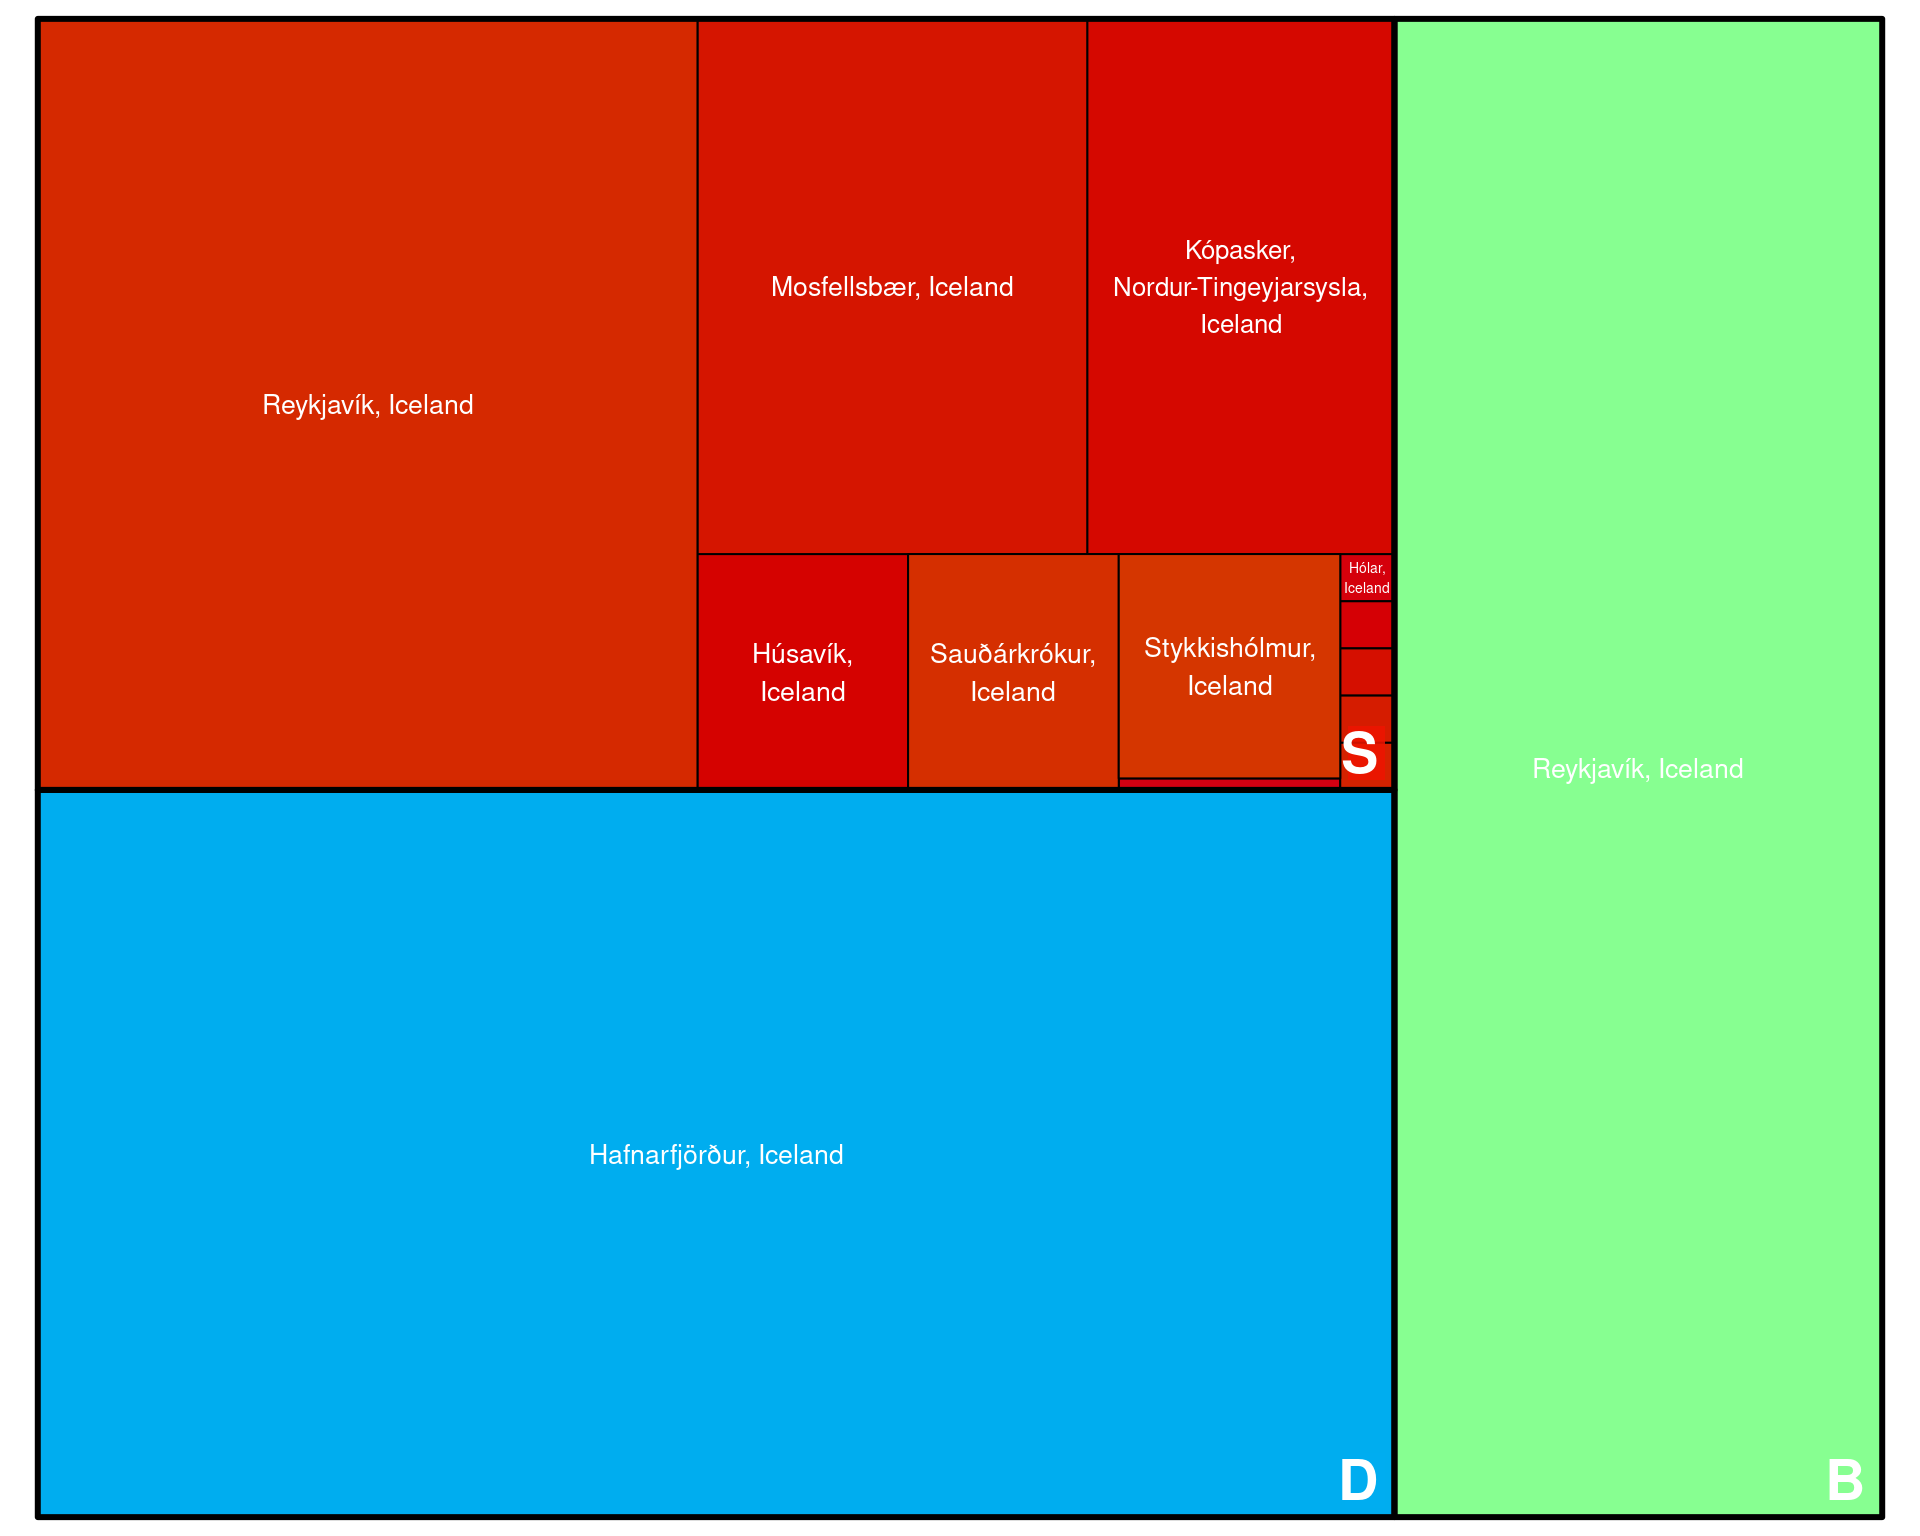 Reykjavík, Iceland
Mosfellsbær, Iceland
Kópasker,
Nordur-Tingeyjarsysla,
Iceland
Húsavík,
Iceland
Sauðárkrókur,
Iceland
Stykkishólmur,
Iceland
Hólar,
Iceland
S
Hafnarfjörður, Iceland
D
Reykjavík, Iceland
B